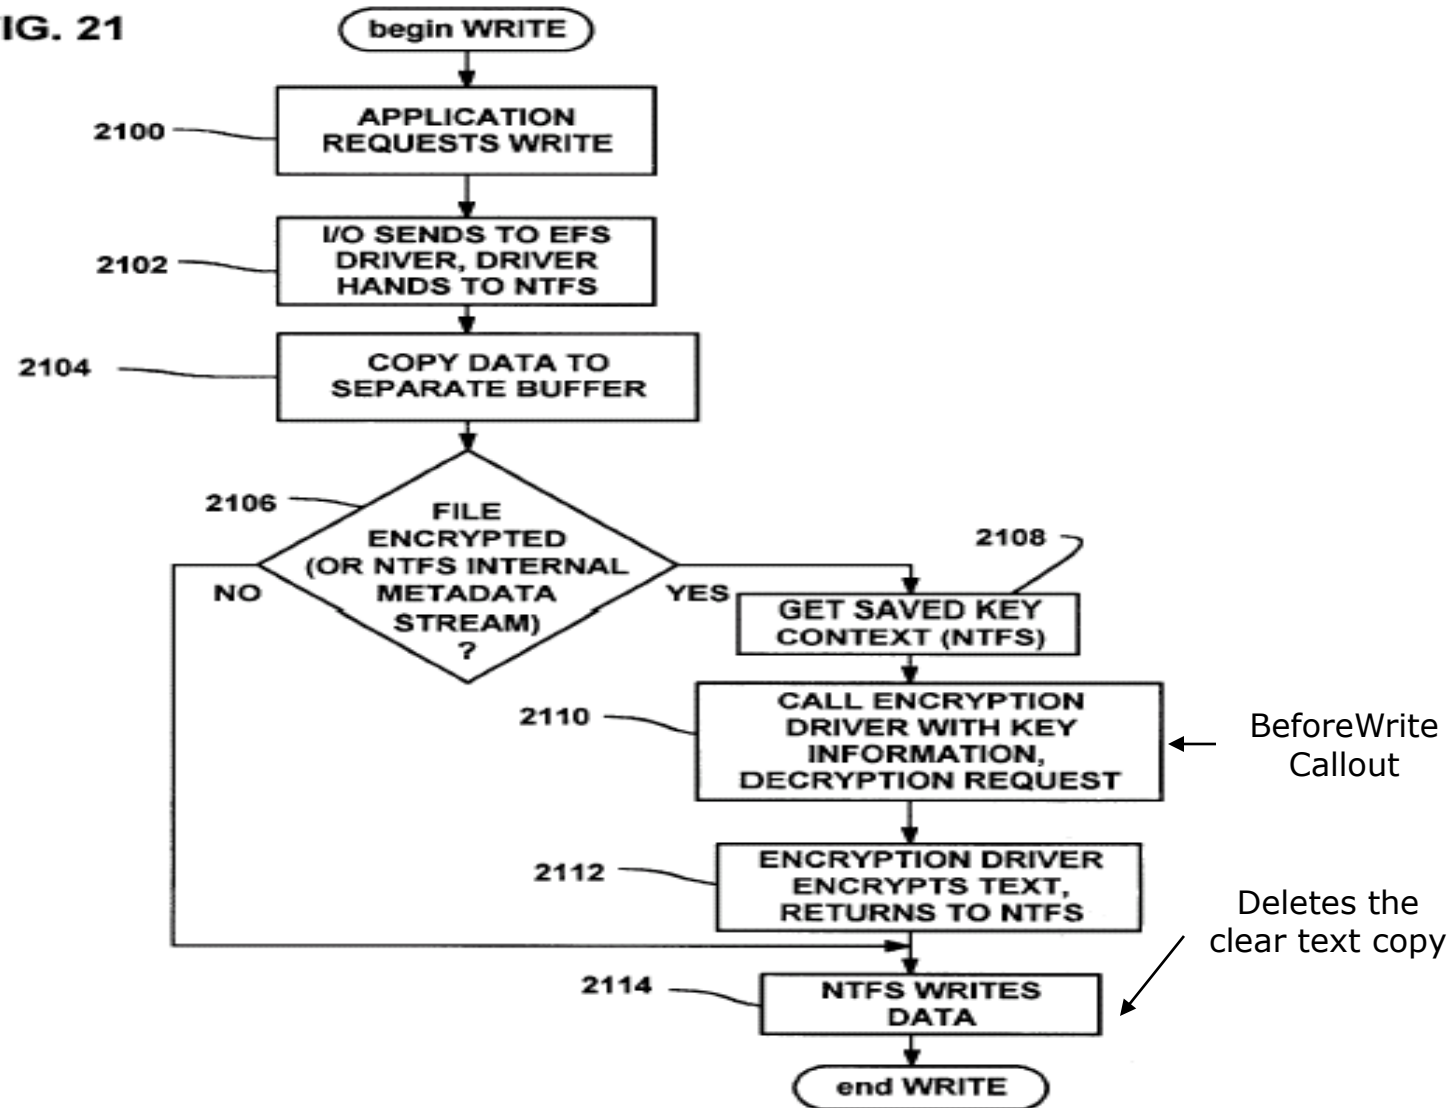 IG. 21
begin WRITE
2100
APPLICATION
REQUESTS WRITE
2102
I/O SENDS TO EFS
DRIVER, DRIVER
HANDS TO NTFS
2104
COPY DATA TO
SEPARATE BUFFER
2106
FILE
ENCRYPTED
(OR NTFS INTERNAL
METADATA
STREAM)
?
NO
YES
2108
GET SAVED KEY
CONTEXT (NTFS)
2110
CALL ENCRYPTION
DRIVER WITH KEY
INFORMATION,
DECRYPTION REQUEST
BeforeWrite
Callout
2112
ENCRYPTION DRIVER
ENCRYPTS TEXT,
RETURNS TO NTFS
Deletes the
clear text copy
2114
NTFS WRITES
DATA
end WRITE